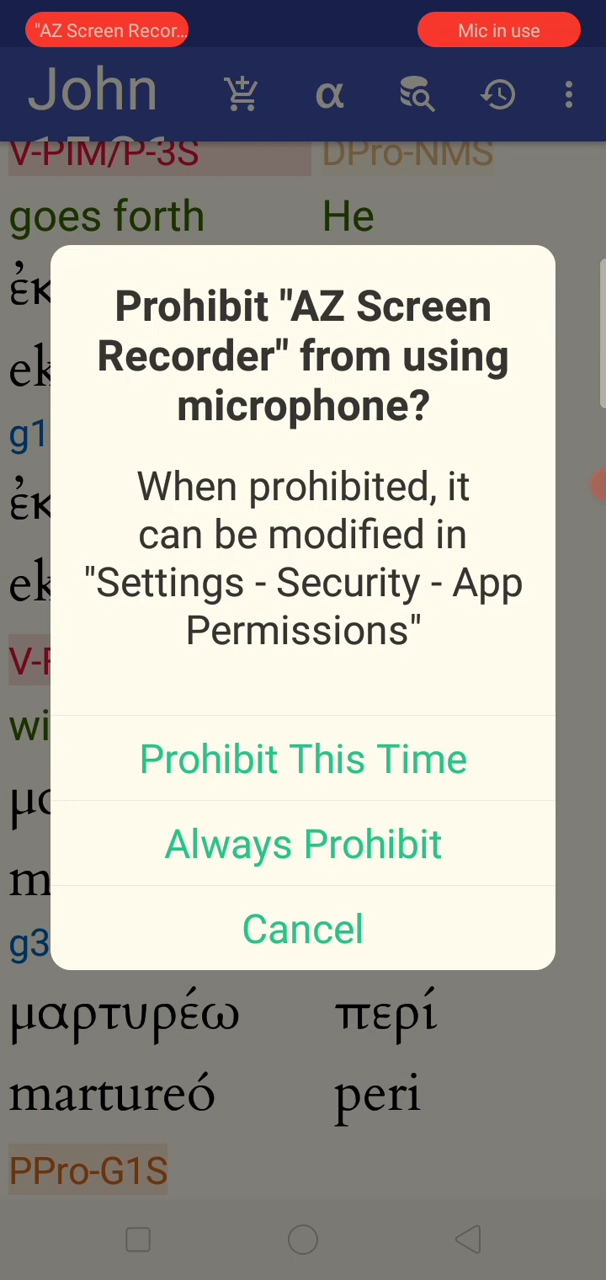 "AZ Screen Recor...
Mic in use
John
α
V-PIM/P-3S DPro-NMS
goes forth He
Prohibit "AZ Screen
Recorder" from using
microphone?
When prohibited, it
can be modified in
"Settings - Security - App
Permissions"
Prohibit This Time
Always Prohibit
Cancel
μαρτυρέω περί
martureó peri
PPro-G1S